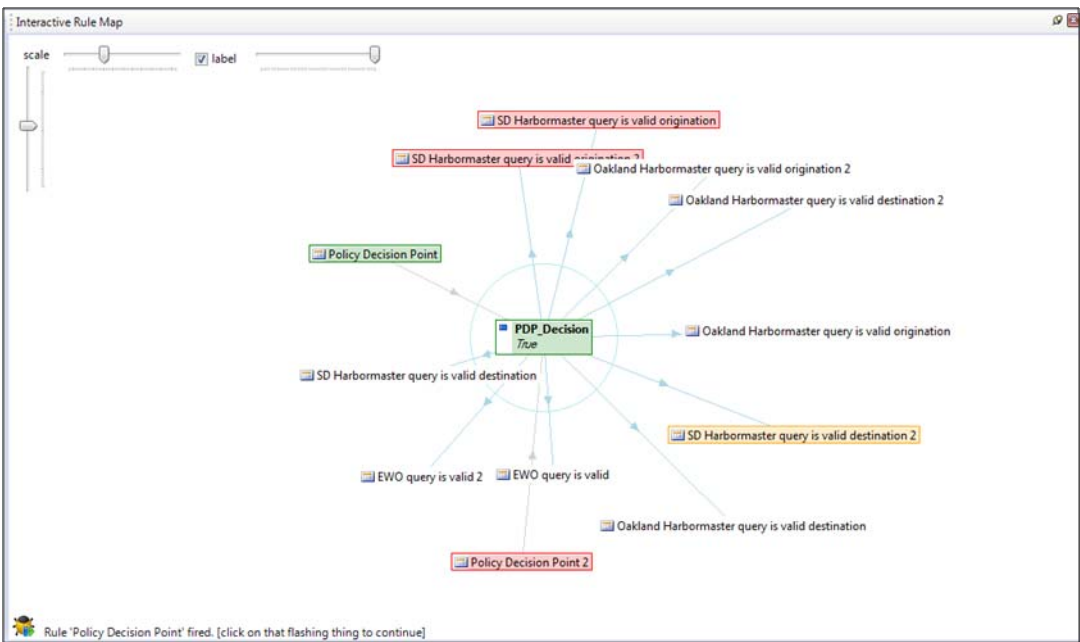 Interactive Rule Map
scale
label
SD Harbormaster query is valid origination
SD Harbormaster query is valid origination 2
Oakland Harbormaster query is valid origination 2
Oakland Harbormaster query is valid destination 2
Policy Decision Point
PDP_Decision
True
Oakland Harbormaster query is valid origination
SD Harbormaster query is valid destination
SD Harbormaster query is valid destination 2
EWO query is valid 2
EWO query is valid
Oakland Harbormaster query is valid destination
Policy Decision Point 2
Rule 'Policy Decision Point' fired. [click on that flashing thing to continue]